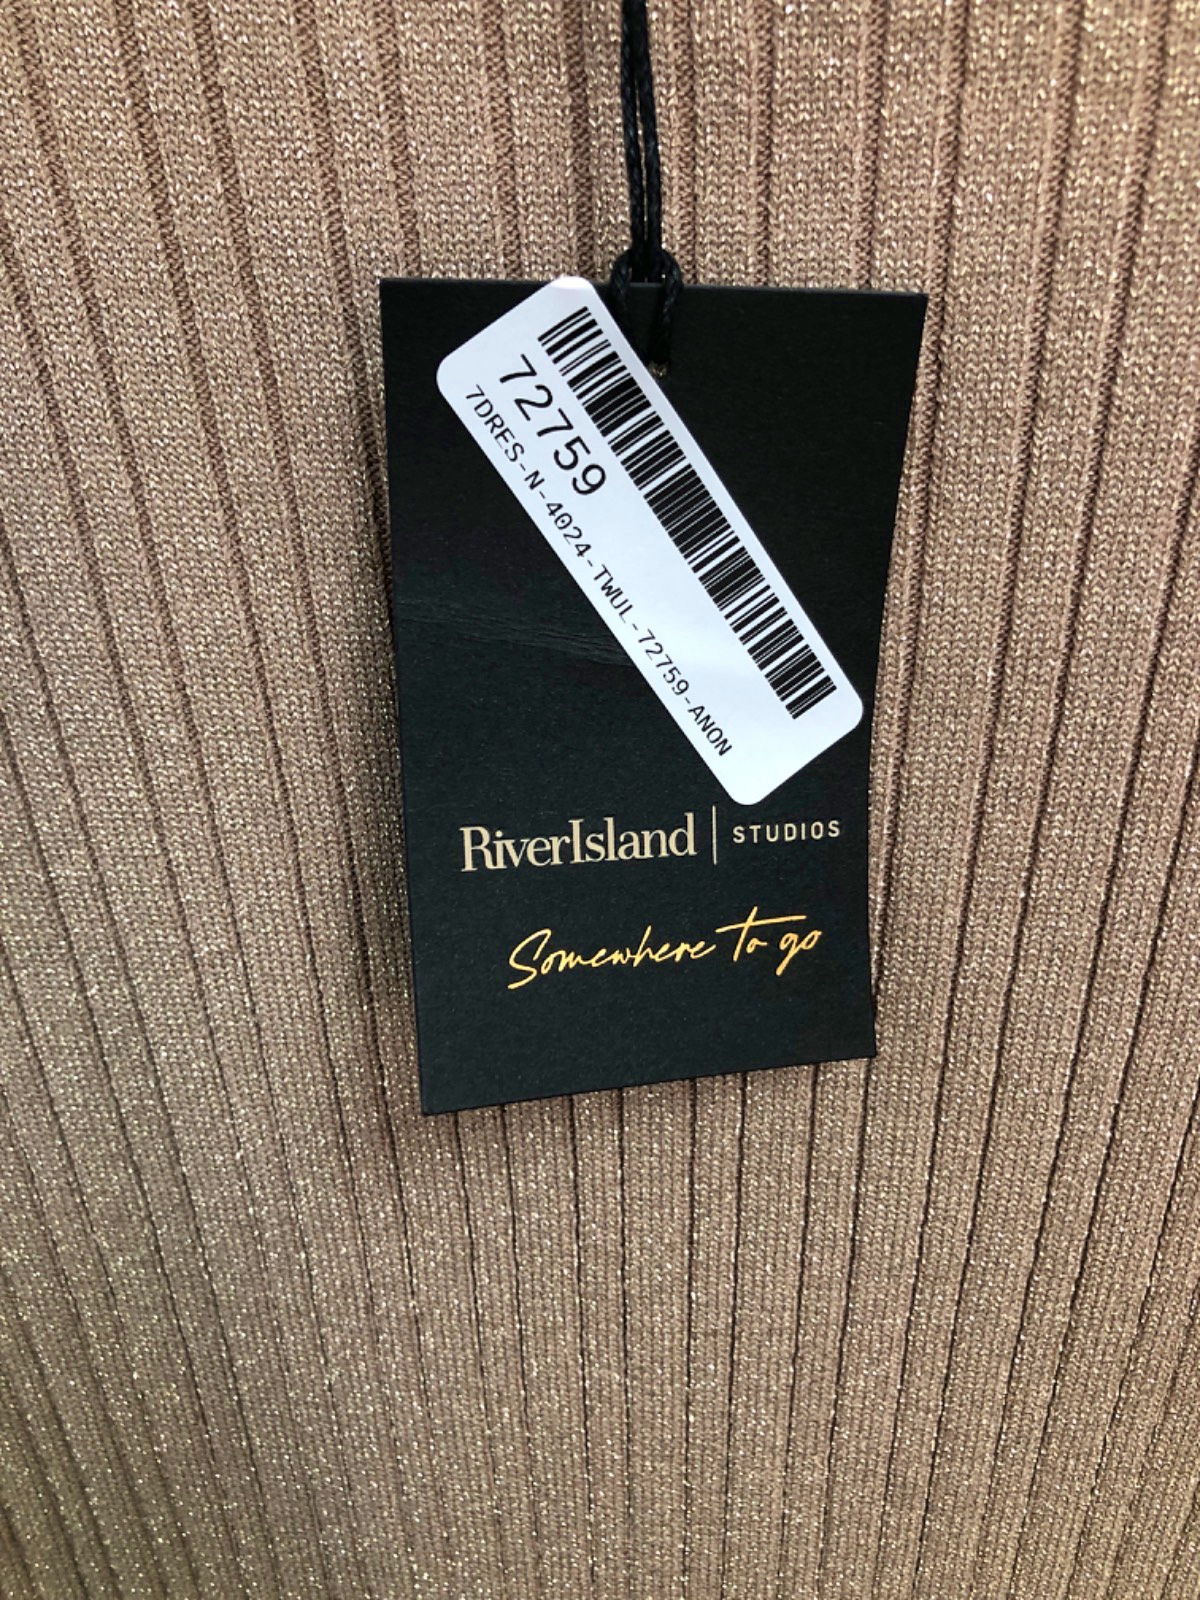 72759
7DRES-N-4024-TWUL-72759-ANON
RiverIsland | STUDIOS
Somewhere to go